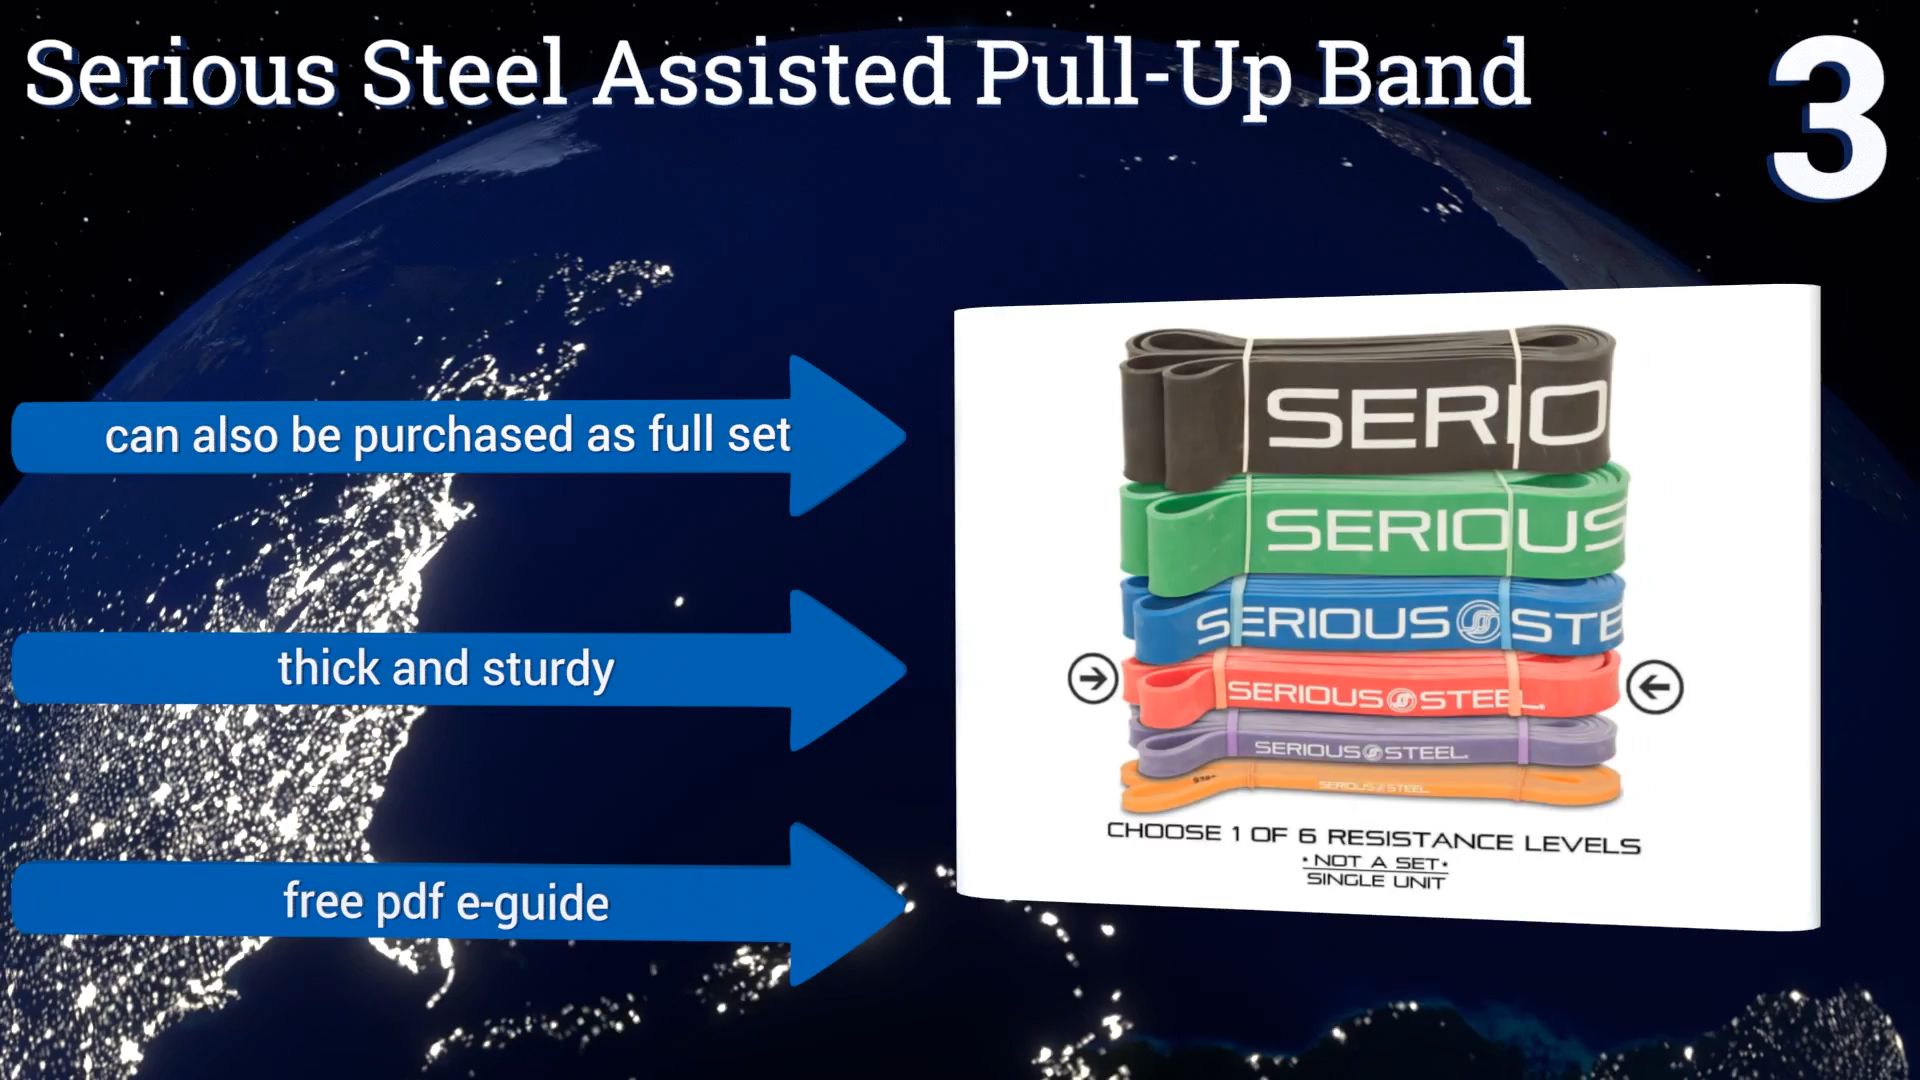 Serious Steel Assisted Pull-Up Band
3
can also be purchased as full set
thick and sturdy
free pdf e-guide
SERIO
SERIOUS
SERIOUS STE
SERIOUS STEEL
SERIOUS STEEL
SERIOUS STEEL
CHOOSE 1 OF 6 RESISTANCE LEVELS
•NOT A SET•
SINGLE UNIT